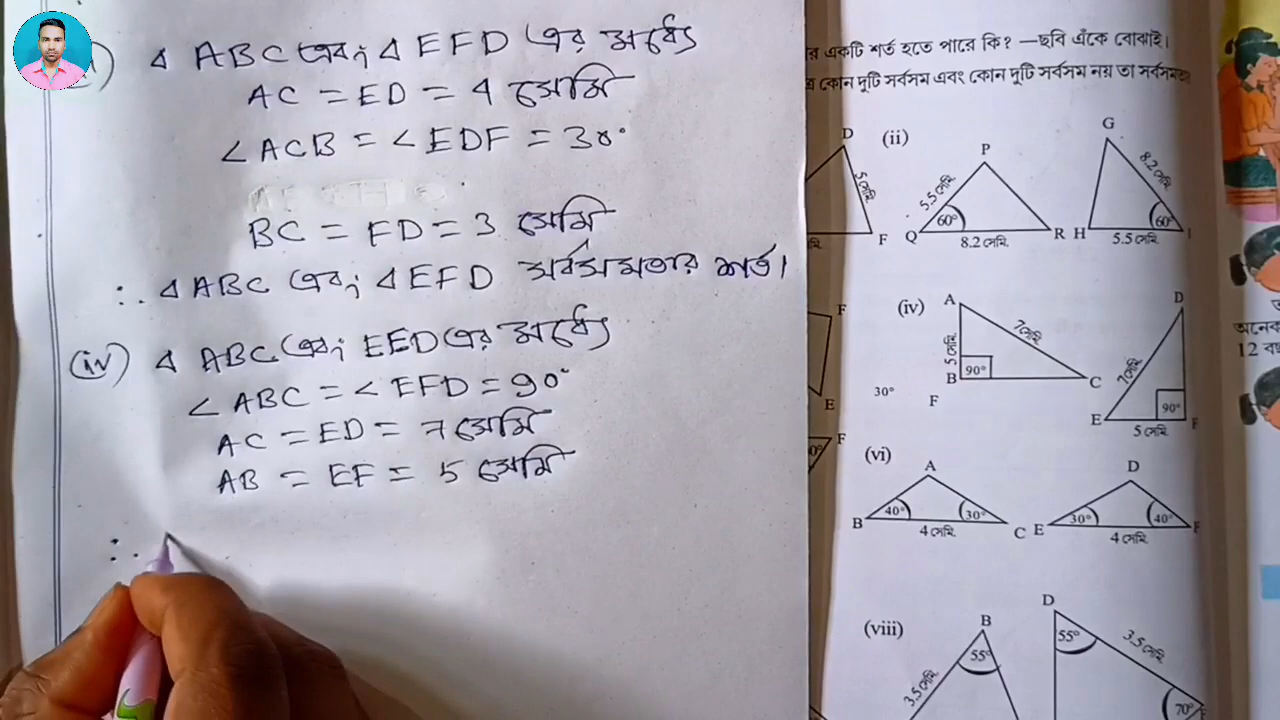 Δ ABC এবং Δ EFD এর মধ্যে
AC = ED = 4 সেমি
∠ACB = ∠EDF = 30°
BC = FD = 3 সেমি
∴ Δ ABC এবং Δ EFD সর্বসমতার শর্ত।
(iv) Δ ABC এবং EED এর মধ্যে
∠ABC = ∠EFD = 90°
AC = ED = 7 সেমি
AB = EF = 5 সেমি
∴
একটি শর্ত হতে পারে কি? —ছবি এঁকে বোঝাই।
কোন দুটি সর্বসম এবং কোন দুটি সর্বসম নয় তা
D
5 সেমি.
F
(ii)
P
5.5 সেমি.
60°
Q
8.2 সেমি.
R
G
8.2 সেমি.
60°
H
5.5 সেমি.
F
E
(iv)
A
7 সেমি.
5 সেমি.
90°
B
C
30°
F
D
7 সেমি.
90°
E
5 সেমি.
F
(vi)
A
40°
30°
B
4 সেমি.
C
D
30°
40°
E
4 সেমি.
(viii)
B
55°
3.5 সেমি.
D
55°
3.5 সেমি.
70°
অনেক
12